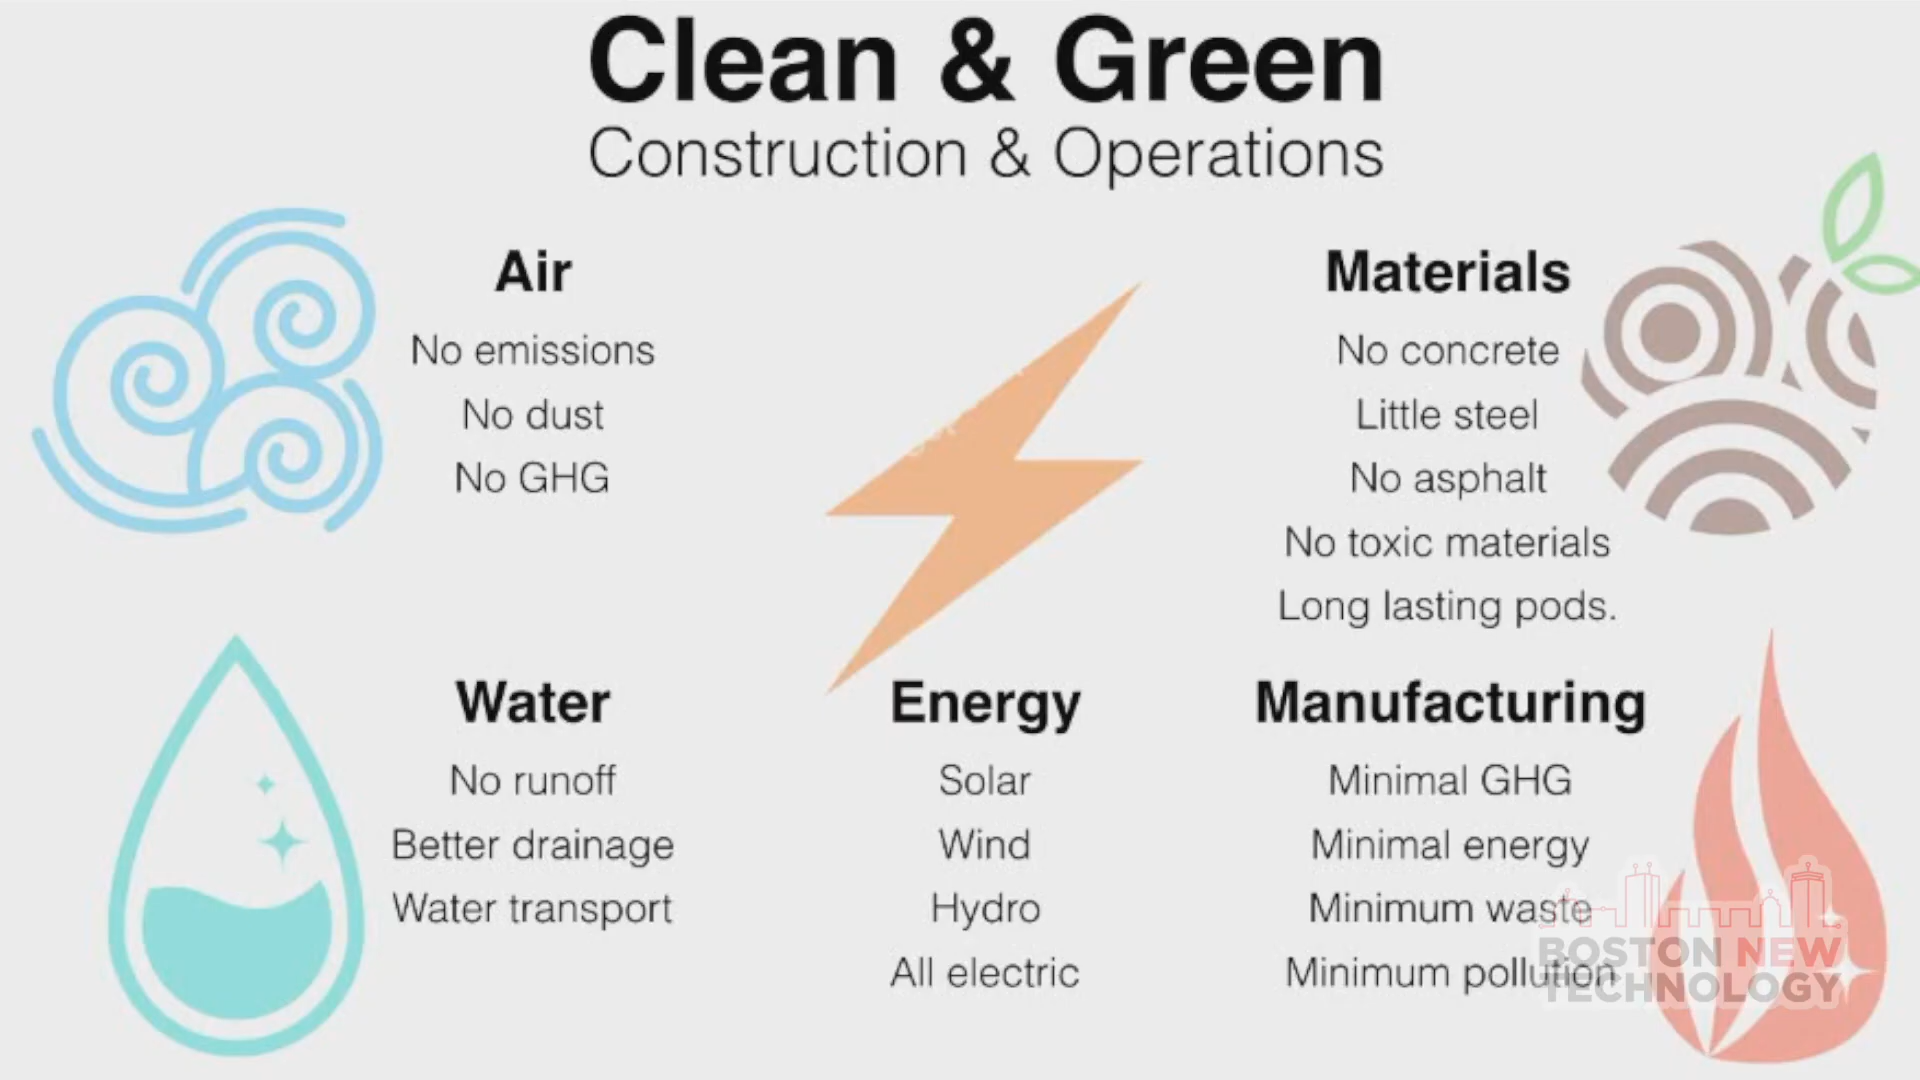 Clean & Green
Construction & Operations
Air
No emissions
No dust
No GHG
Materials
No concrete
Little steel
No asphalt
No toxic materials
Long lasting pods.
Water
No runoff
Better drainage
Water transport
Energy
Solar
Wind
Hydro
All electric
Manufacturing
Minimal GHG
Minimal energy
Minimum waste
Minimum pollution
BOSTON NEW
TECHNOLOGY